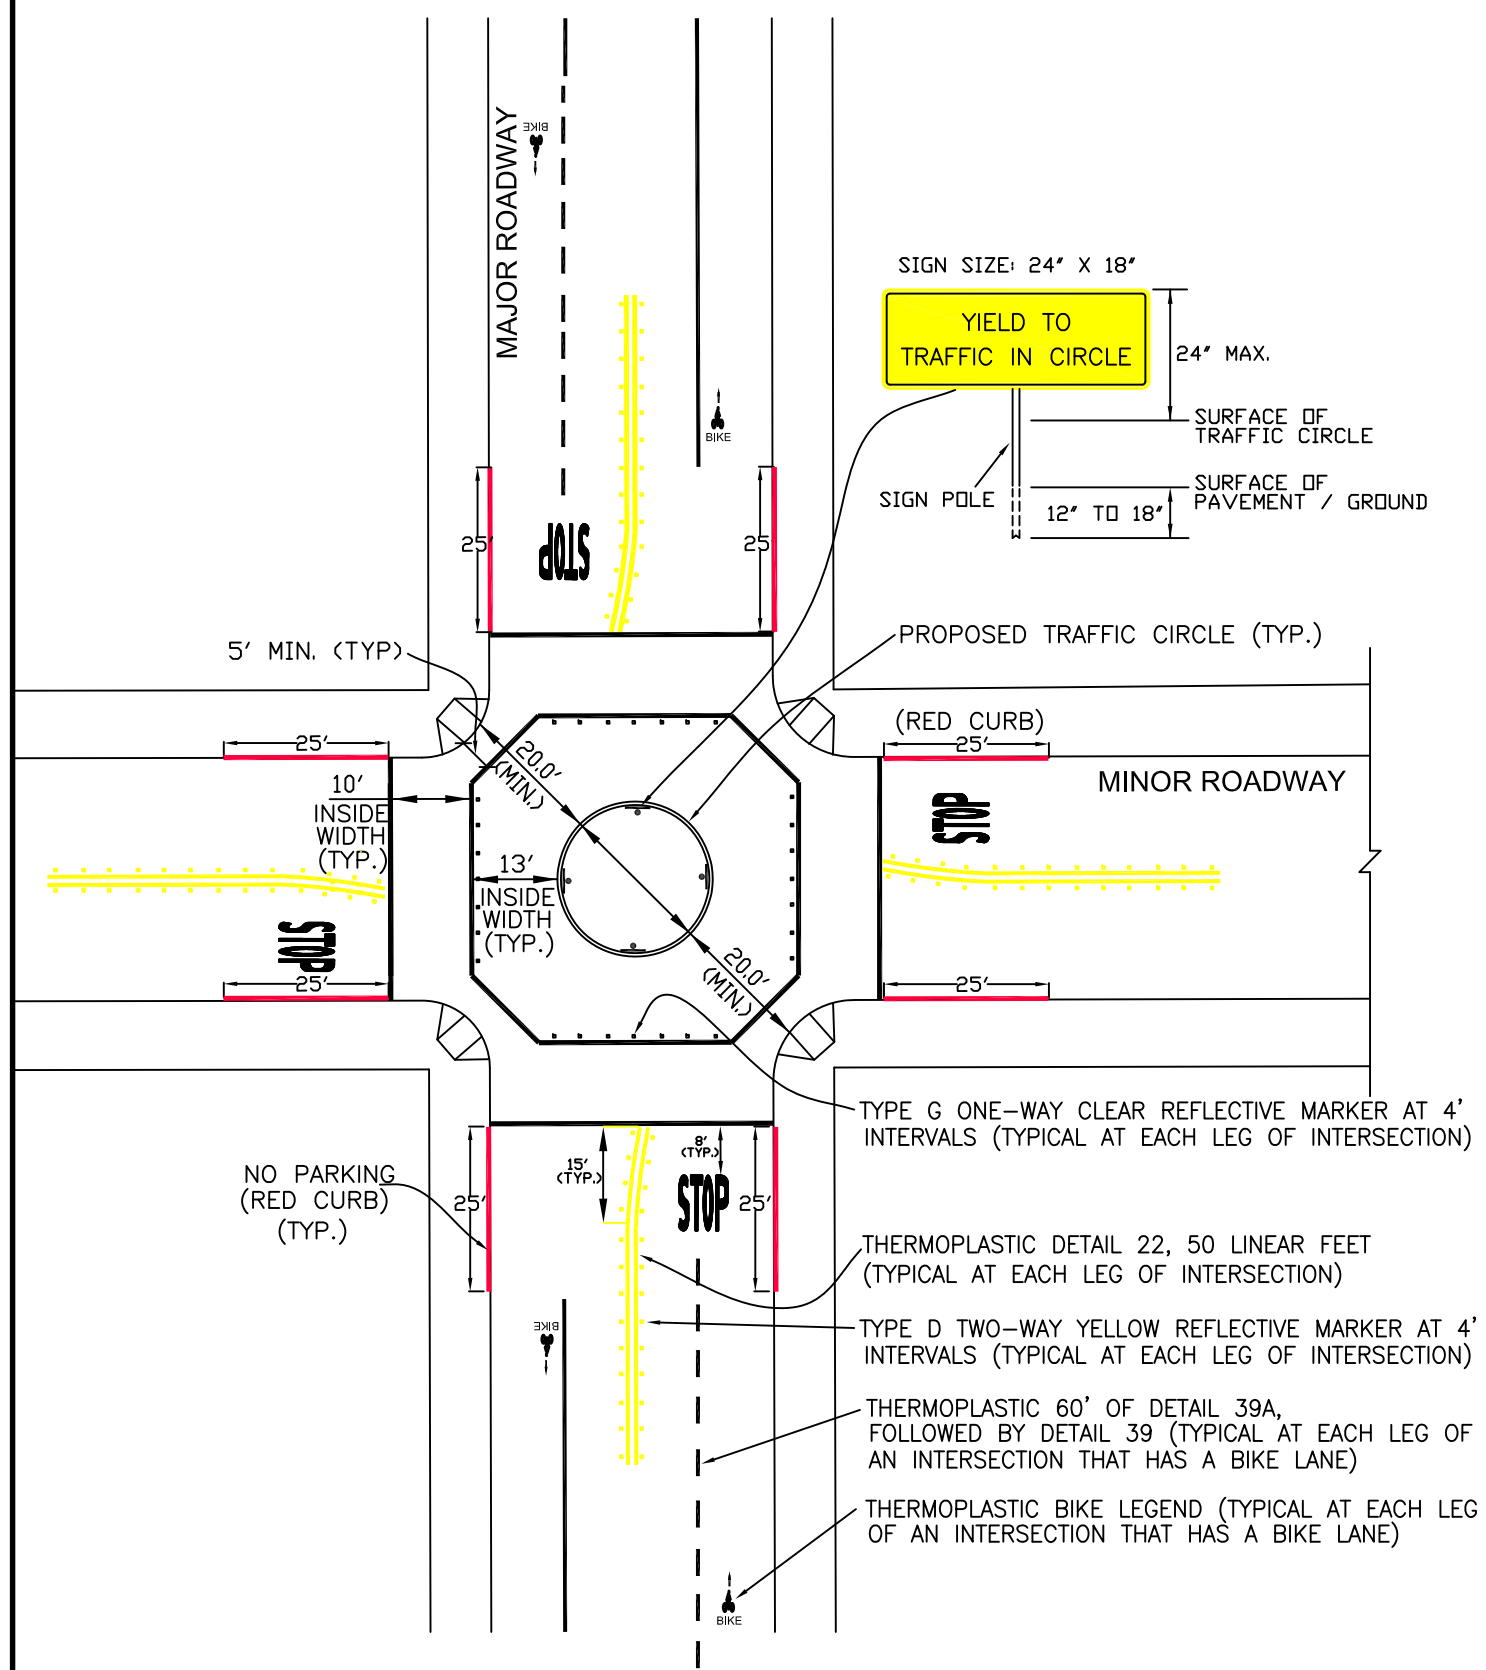 BIKE
MAJOR ROADWAY
SIGN SIZE: 24" X 18"
YIELD TO
TRAFFIC IN CIRCLE
24" MAX.
SURFACE OF
TRAFFIC CIRCLE
BIKE
SIGN POLE
SURFACE OF
PAVEMENT / GROUND
12" TO 18"
25'
STOP
25'
5' MIN. (TYP)
PROPOSED TRAFFIC CIRCLE (TYP.)
(RED CURB)
25'
25'
20.0'
(MIN.)
MINOR ROADWAY
10'
INSIDE
WIDTH
(TYP.)
STOP
13'
INSIDE
WIDTH
(TYP.)
STOP
20.0'
(MIN.)
25'
25'
TYPE G ONE-WAY CLEAR REFLECTIVE MARKER AT 4'
INTERVALS (TYPICAL AT EACH LEG OF INTERSECTION)
8'
(TYP.)
15'
(TYP.)
NO PARKING
(RED CURB)
(TYP.)
25'
STOP
25'
THERMOPLASTIC DETAIL 22, 50 LINEAR FEET
(TYPICAL AT EACH LEG OF INTERSECTION)
BIKE
TYPE D TWO-WAY YELLOW REFLECTIVE MARKER AT 4'
INTERVALS (TYPICAL AT EACH LEG OF INTERSECTION)
THERMOPLASTIC 60' OF DETAIL 39A,
FOLLOWED BY DETAIL 39 (TYPICAL AT EACH LEG OF
AN INTERSECTION THAT HAS A BIKE LANE)
THERMOPLASTIC BIKE LEGEND (TYPICAL AT EACH LEG
OF AN INTERSECTION THAT HAS A BIKE LANE)
BIKE